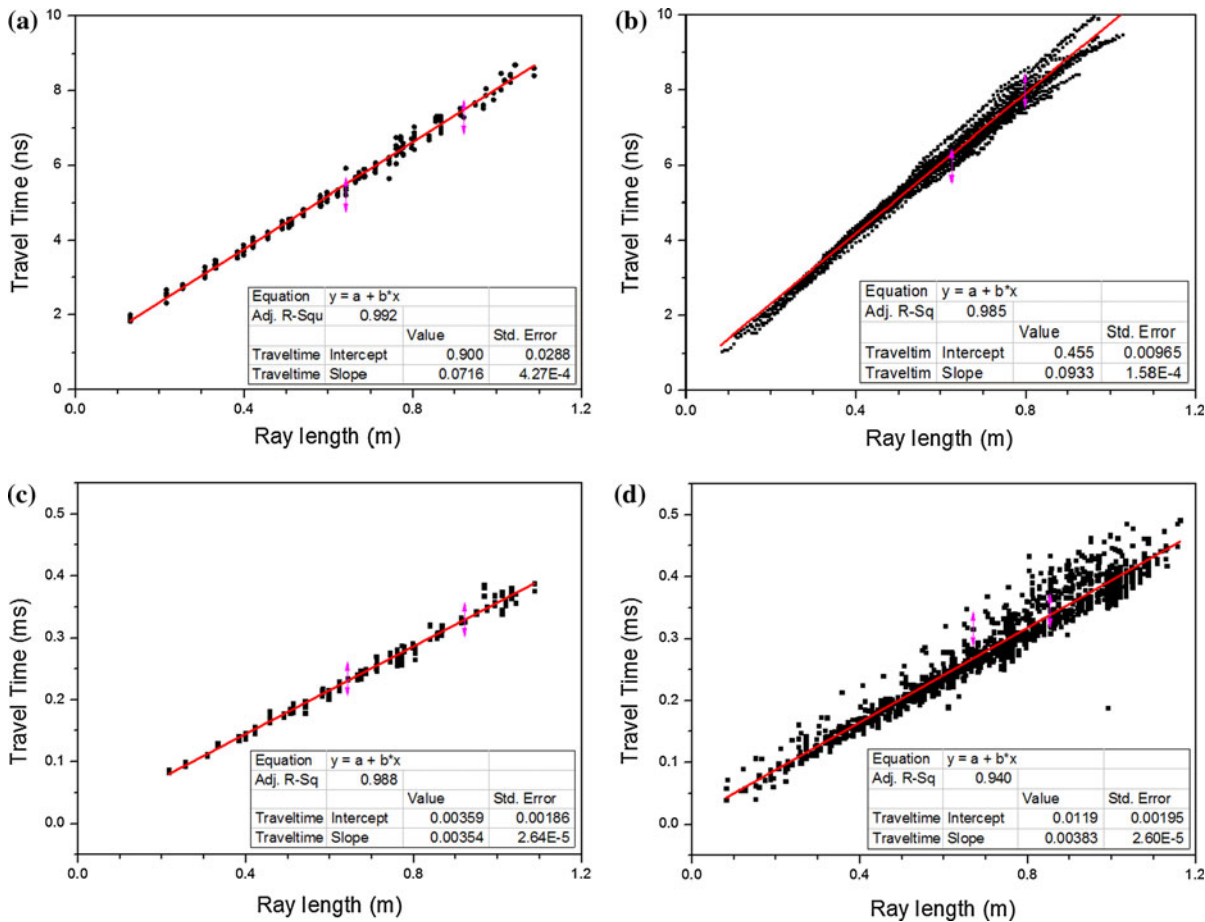 (a)
10
8
6
4
2
0
Travel Time (ns)
Equation y = a + b*x
Adj. R-Squ 0.992
Value Std. Error
Traveltime Intercept 0.900 0.0288
Traveltime Slope 0.0716 4.27E-4
0.0 0.4 0.8 1.2
Ray length (m)
(b)
10
8
6
4
2
0
Travel Time (ns)
Equation y = a + b*x
Adj. R-Sq 0.985
Value Std. Error
Traveltim Intercept 0.455 0.00965
Traveltim Slope 0.0933 1.58E-4
0.0 0.4 0.8 1.2
Ray length (m)
(c)
0.5
0.4
0.3
0.2
0.1
0.0
Travel Time (ms)
Equation y = a + b*x
Adj. R-Sq 0.988
Value Std. Error
Traveltime Intercept 0.00359 0.00186
Traveltime Slope 0.00354 2.64E-5
0.0 0.4 0.8 1.2
Ray length (m)
(d)
0.5
0.4
0.3
0.2
0.1
0.0
Travel Time (ms)
Equation y = a + b*x
Adj. R-Sq 0.940
Value Std. Error
Traveltime Intercept 0.0119 0.00195
Traveltime Slope 0.00383 2.60E-5
0.0 0.4 0.8 1.2
Ray length (m)